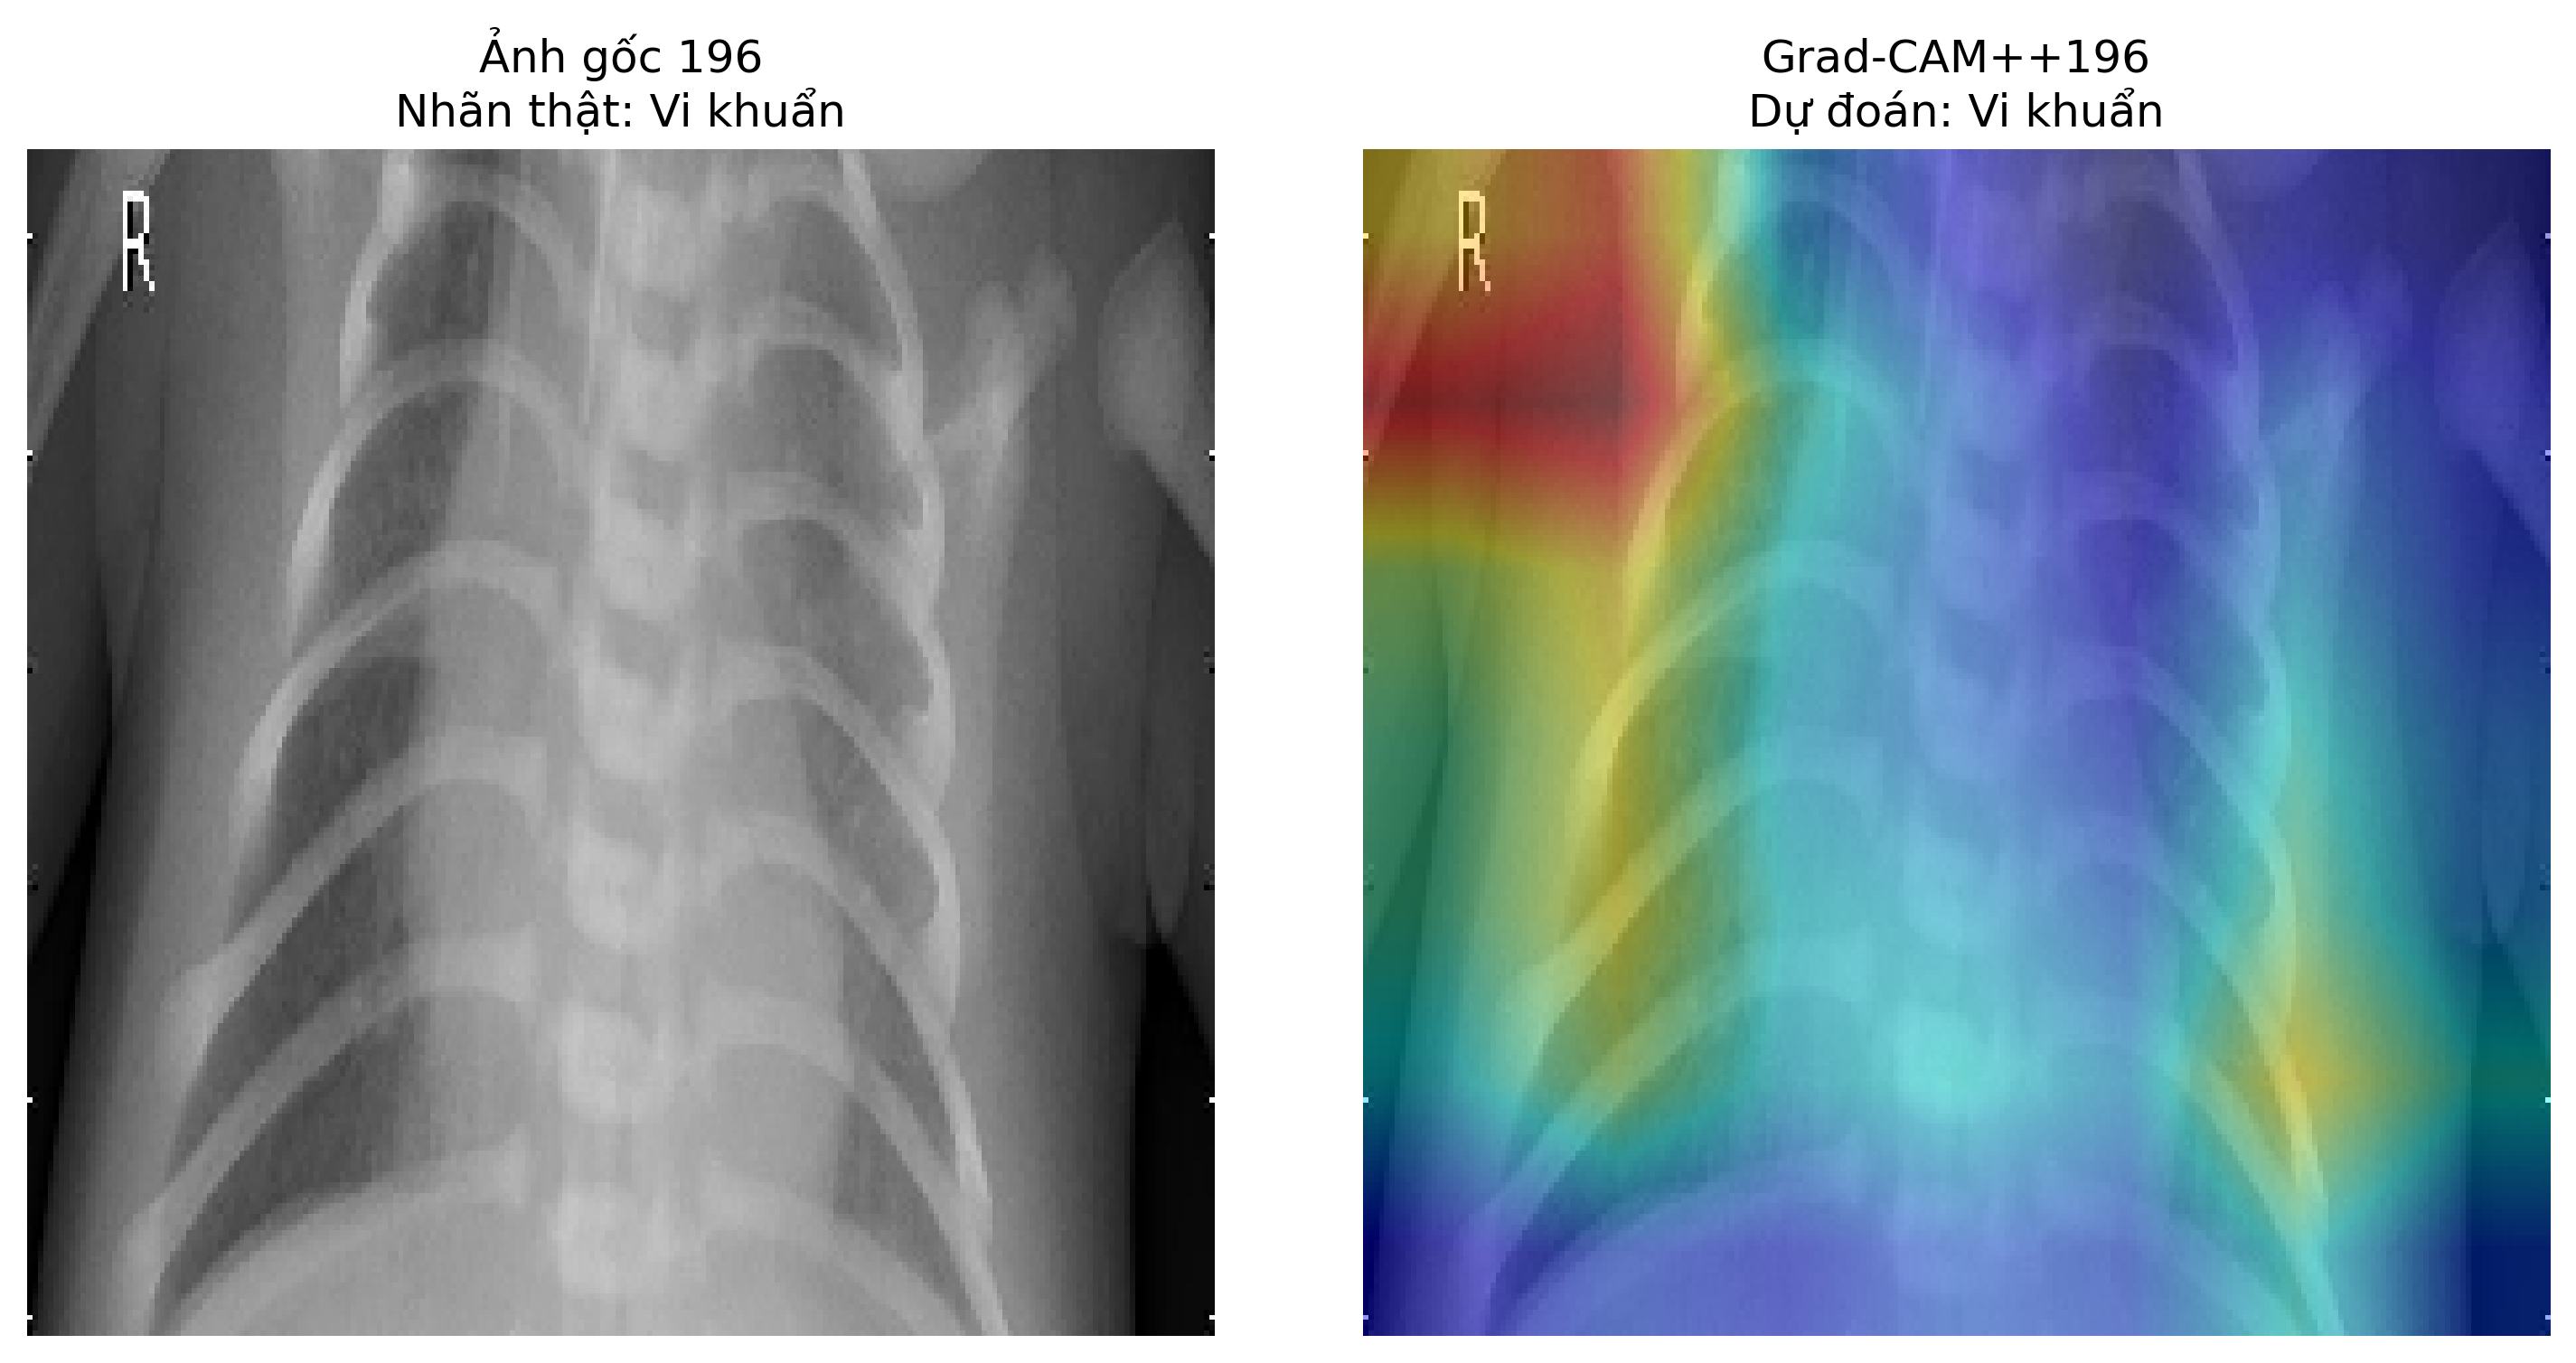 Ảnh gốc 196
Nhãn thật: Vi khuẩn
Grad-CAM++196
Dự đoán: Vi khuẩn
R
R